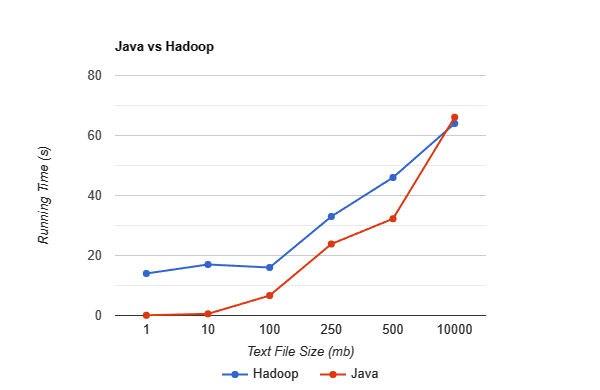 Java vs Hadoop
80
60
40
20
0
Running Time (s)
1 10 100 250 500 10000
Text File Size (mb)
Hadoop Java